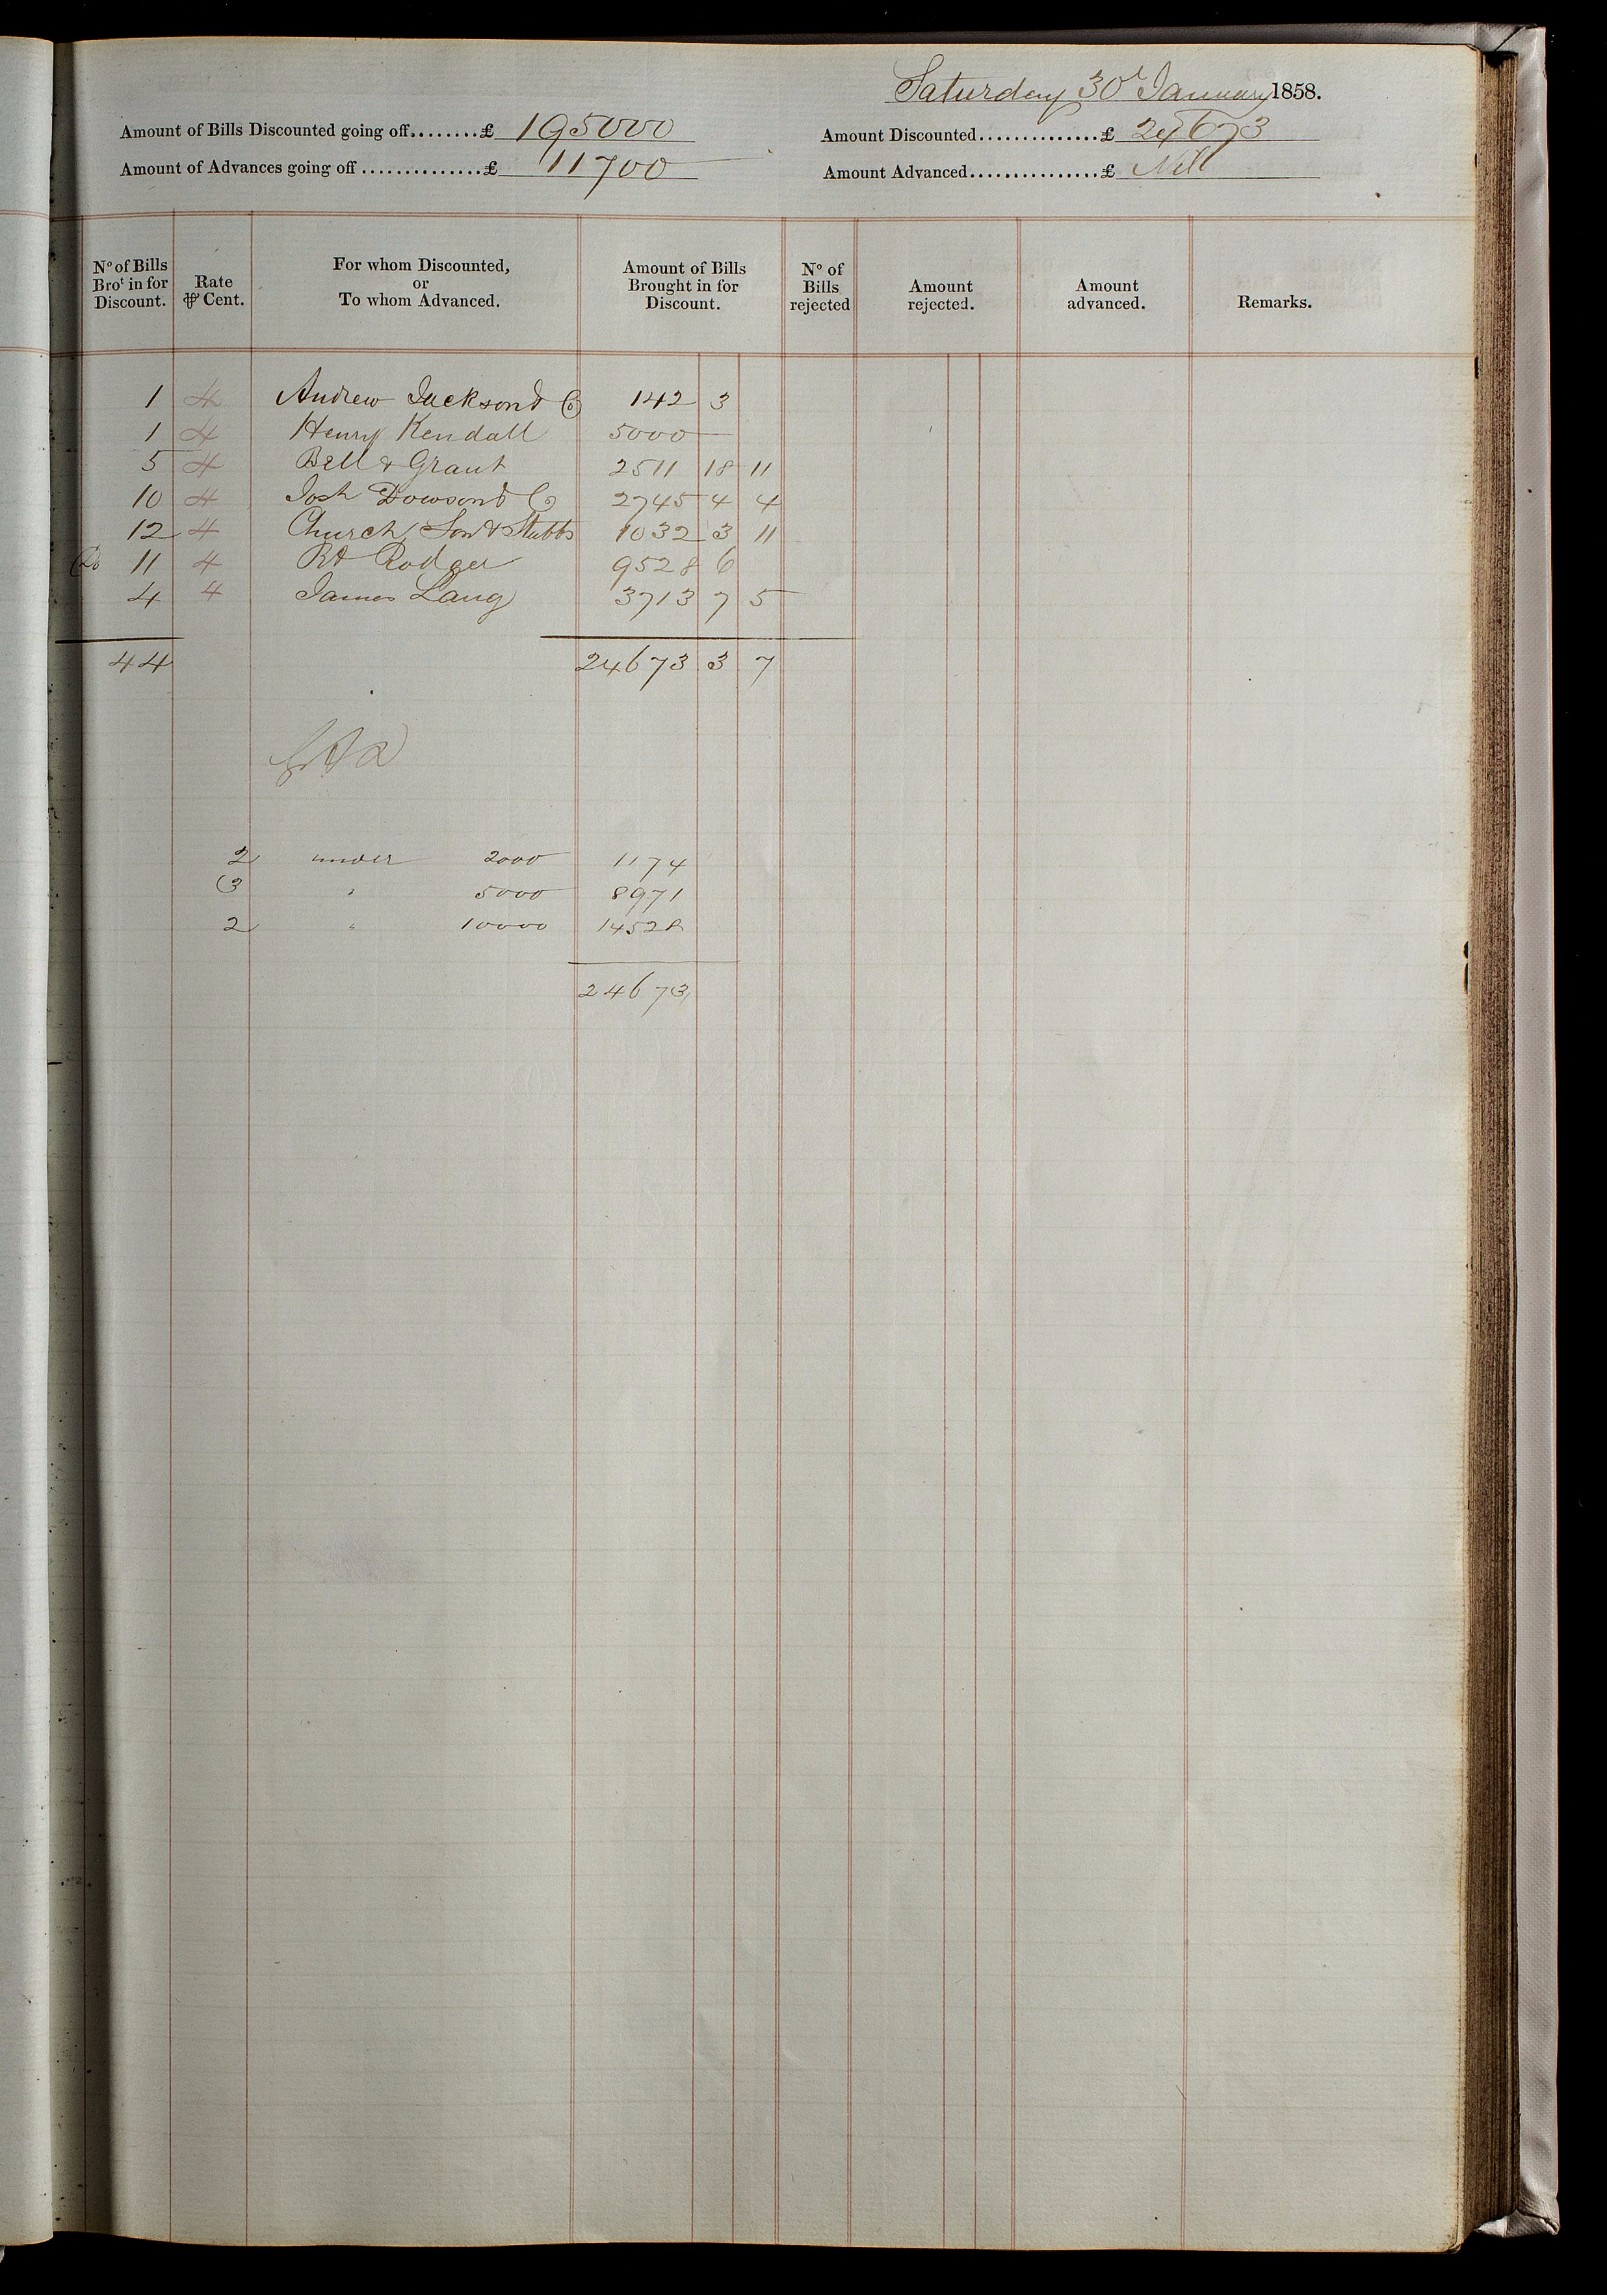 Saturday 30th January 1858.
Amount of Bills Discounted going off........£ 195000 Amount Discounted..............£ 24673
Amount of Advances going off ..............£ 11700 Amount Advanced...............£ Nill
No of Bills Brot in for Discount. Rate ⅌ Cent. For whom Discounted, or To whom Advanced. Amount of Bills Brought in for Discount. No of Bills rejected Amount rejected. Amount advanced. Remarks.
1 4 Andrew Jackson & Co 142 3
1 4 Henry Kendall 5000
5 4 Bell & Grant 2511 18 11
10 4 Josh Dowson & Co 2745 4 4
12 4 Church, Son & Stubbs 1032 3 11
11 4 Rt Rodger 9528 6
4 4 James Lang 3713 7 5
44 24673 3 7
2 under 2000 1174
3 " 5000 8971
2 " 10000 14528
24673